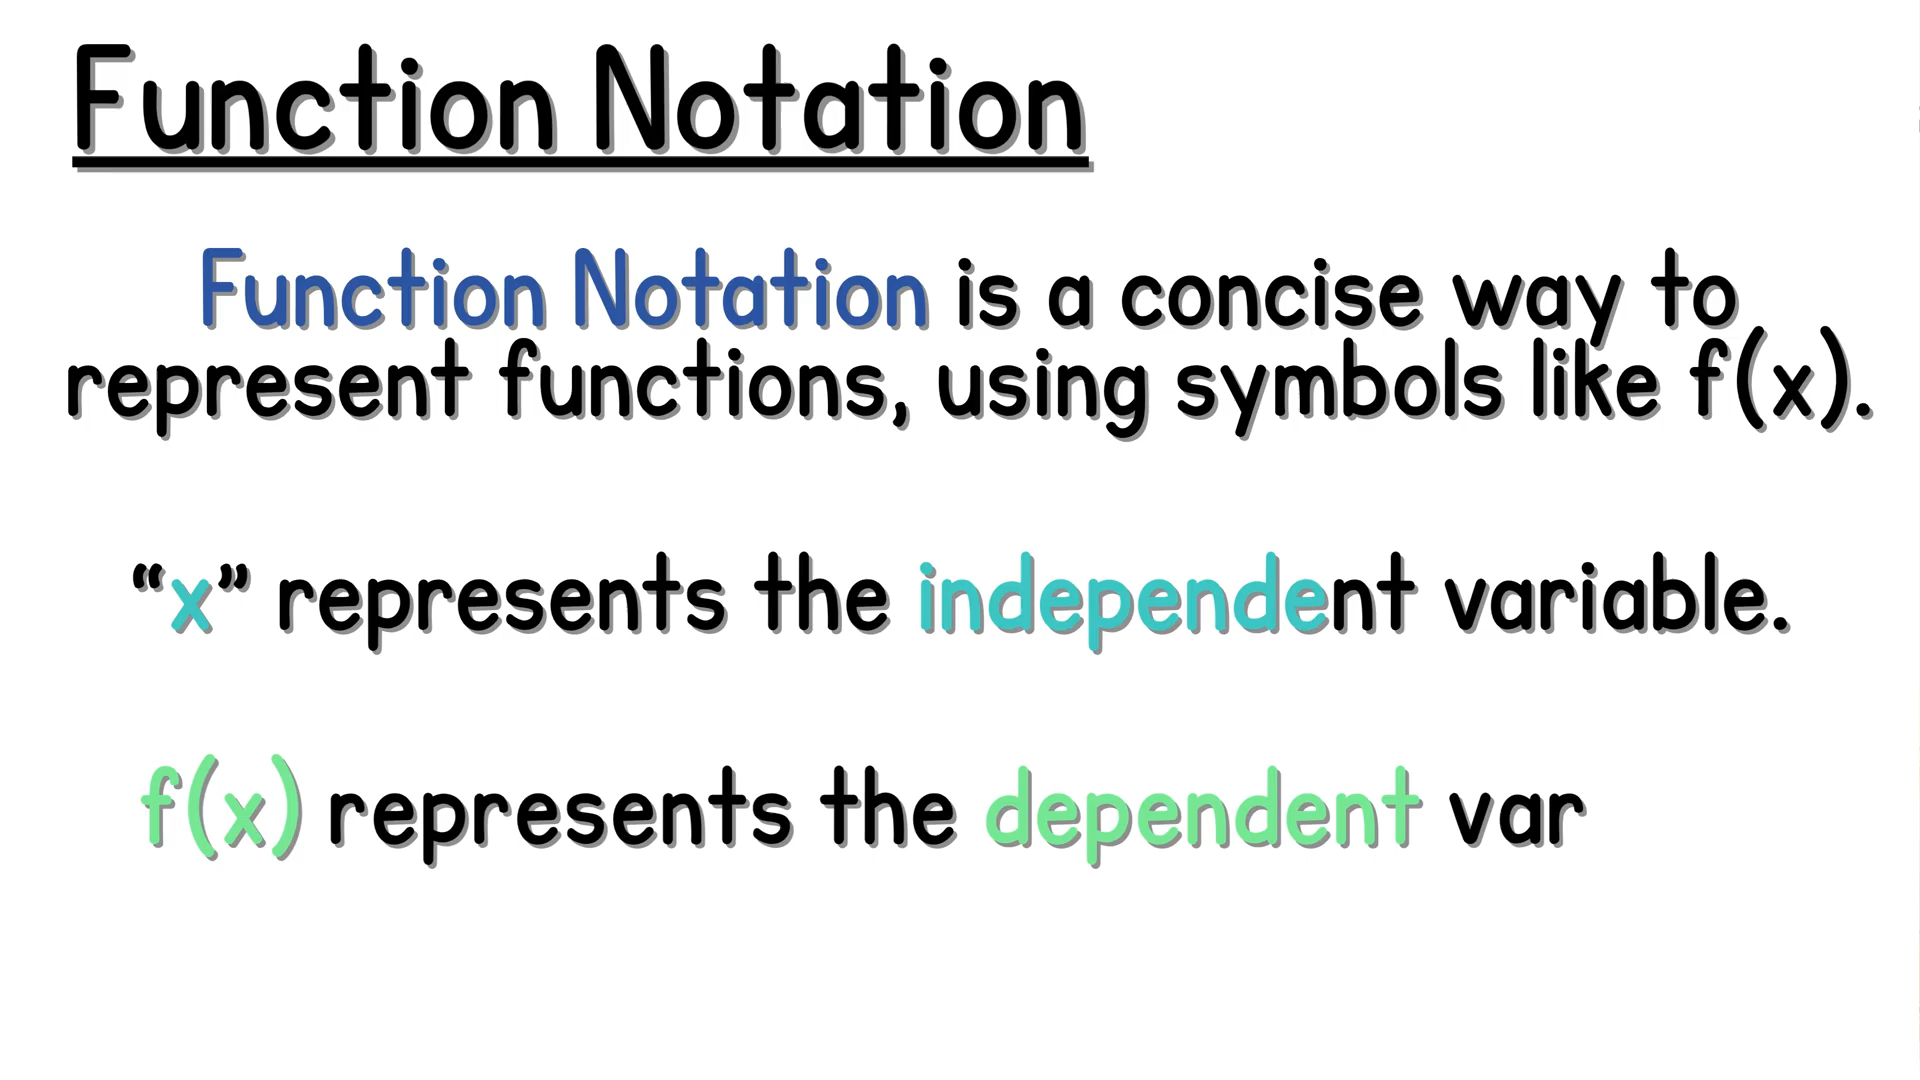 Function Notation
Function Notation is a concise way to
represent functions, using symbols like f(x).
“x” represents the independent variable.
f(x) represents the dependent var